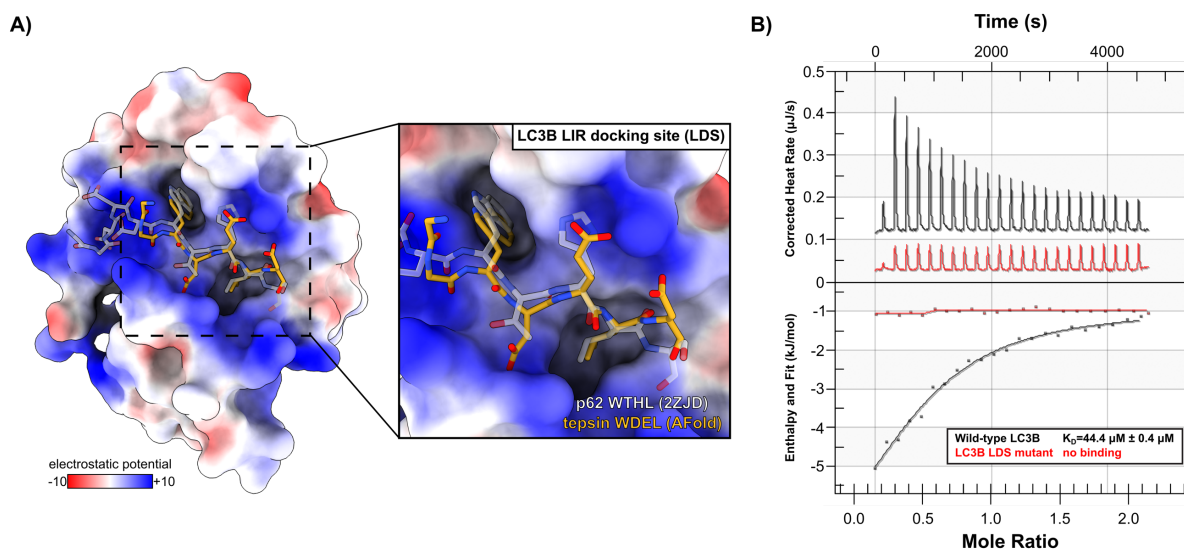 A)
LC3B LIR docking site (LDS)
p62 WTHL (2ZJD)
tepsin WDEL (AFold)
electrostatic potential
-10
+10
B)
Time (s)
0
2000
4000
Corrected Heat Rate (µJ/s)
0.5
0.4
0.3
0.2
0.1
0
Enthalpy and Fit (kJ/mol)
-1
-2
-3
-4
-5
Wild-type LC3B K_D=44.4 µM ± 0.4 µM
LC3B LDS mutant no binding
0.0
0.5
1.0
1.5
2.0
Mole Ratio